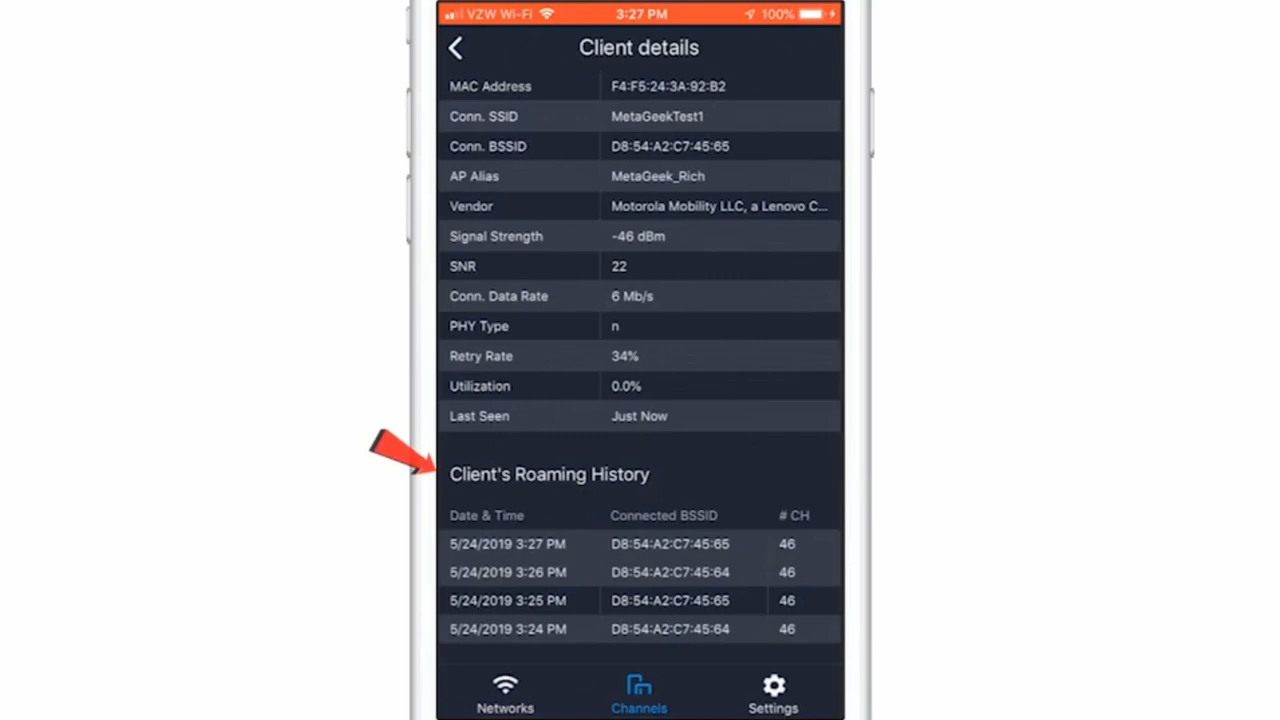 VZW Wi-Fi 3:27 PM 100%
Client details
MAC Address F4:F5:24:3A:92:B2
Conn. SSID MetaGeekTest1
Conn. BSSID D8:54:A2:C7:45:65
AP Alias MetaGeek_Rich
Vendor Motorola Mobility LLC, a Lenovo C...
Signal Strength -46 dBm
SNR 22
Conn. Data Rate 6 Mb/s
PHY Type n
Retry Rate 34%
Utilization 0.0%
Last Seen Just Now
Client's Roaming History
Date & Time Connected BSSID # CH
5/24/2019 3:27 PM D8:54:A2:C7:45:65 46
5/24/2019 3:26 PM D8:54:A2:C7:45:64 46
5/24/2019 3:25 PM D8:54:A2:C7:45:65 46
5/24/2019 3:24 PM D8:54:A2:C7:45:64 46
Networks Channels Settings